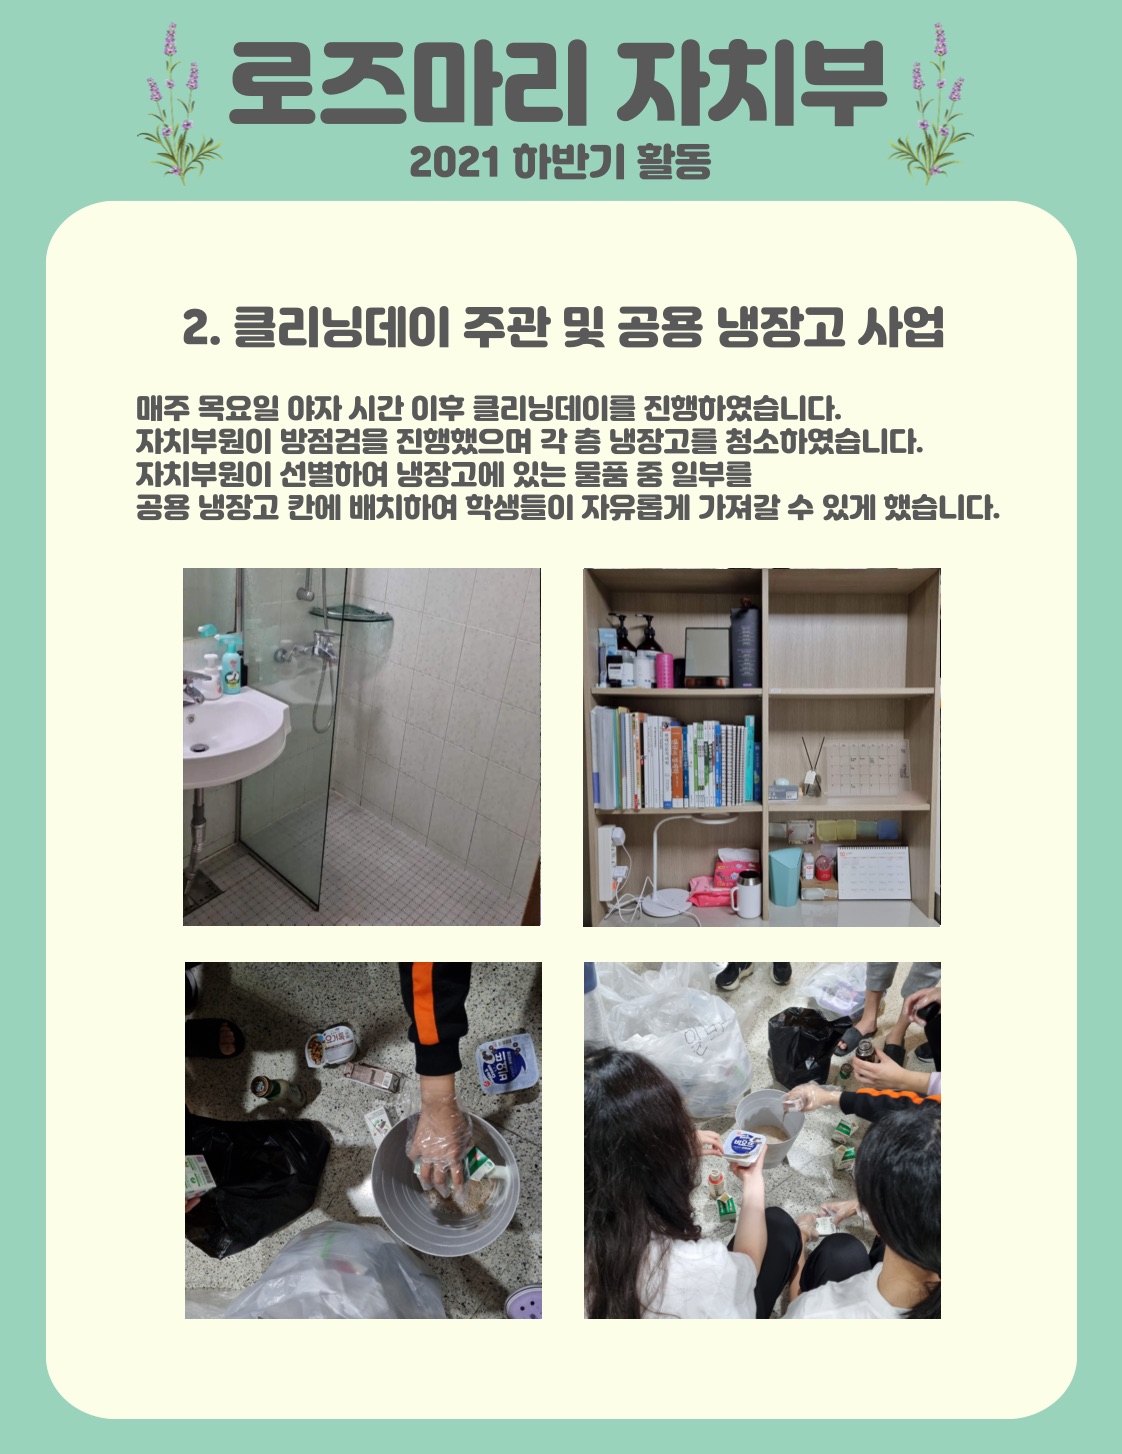 로즈마리 자치부
2021 하반기 활동
2. 클리닝데이 주관 및 공용 냉장고 사업
매주 목요일 야자 시간 이후 클리닝데이를 진행하였습니다.
자치부원이 방점검을 진행했으며 각 층 냉장고를 청소하였습니다.
자치부원이 선별하여 냉장고에 있는 물품 중 일부를
공용 냉장고 칸에 배치하여 학생들이 자유롭게 가져갈 수 있게 했습니다.
비요뜨
비요뜨